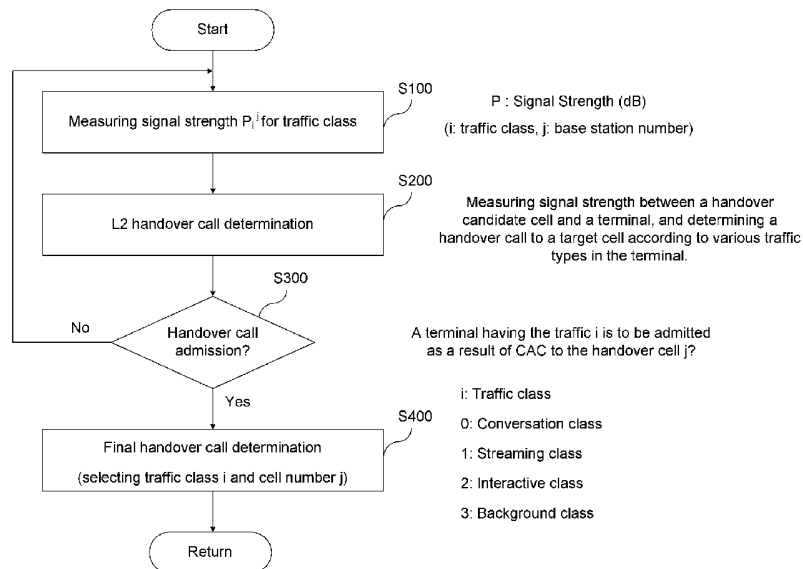 Start
S100
Measuring signal strength P_i^j for traffic class
P : Signal Strength (dB)
(i: traffic class, j: base station number)
S200
L2 handover call determination
Measuring signal strength between a handover
candidate cell and a terminal, and determining a
handover call to a target cell according to various traffic
types in the terminal.
S300
No
Handover call
admission?
A terminal having the traffic i is to be admitted
as a result of CAC to the handover cell j?
Yes
i: Traffic class
0: Conversation class
1: Streaming class
2: Interactive class
3: Background class
S400
Final handover call determination
(selecting traffic class i and cell number j)
Return